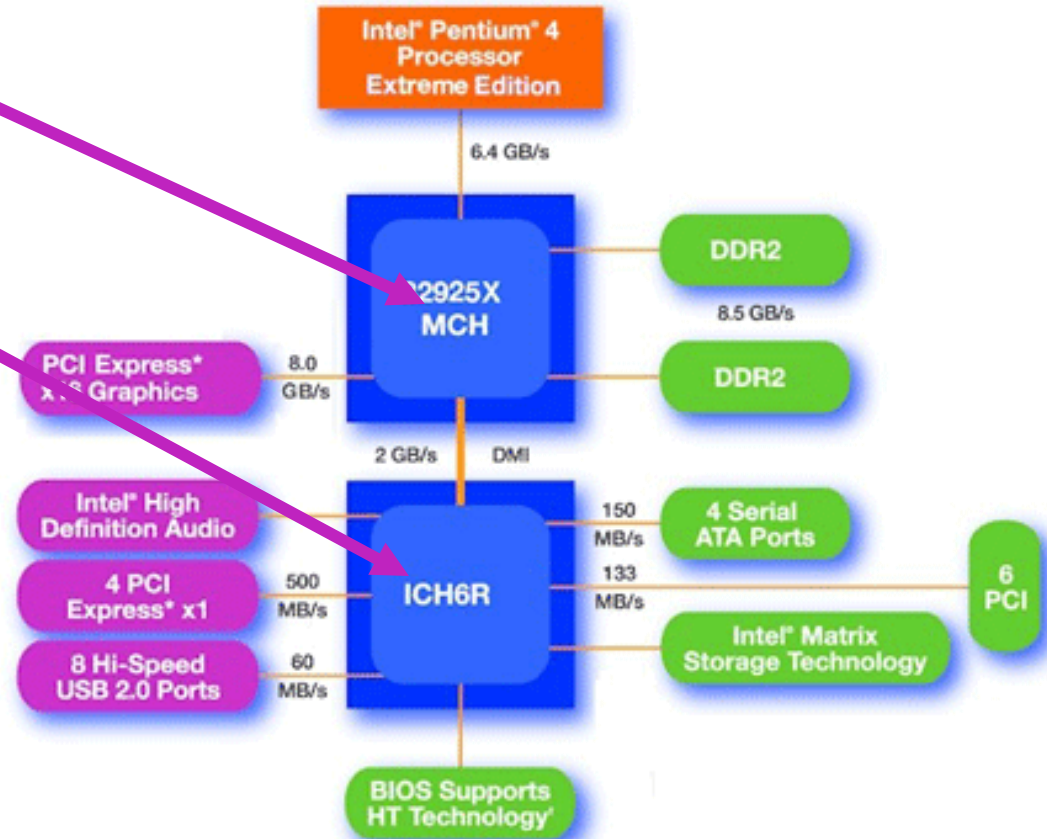 Intel® Pentium® 4
Processor
Extreme Edition
6.4 GB/s
DDR2
8.5 GB/s
DDR2
2925X
MCH
PCI Express*
x16 Graphics
8.0
GB/s
2 GB/s
DMI
Intel® High
Definition Audio
4 PCI
Express* x1
500
MB/s
8 Hi-Speed
USB 2.0 Ports
60
MB/s
ICH6R
150
MB/s
4 Serial
ATA Ports
133
MB/s
6
PCI
Intel® Matrix
Storage Technology
BIOS Supports
HT Technology¹